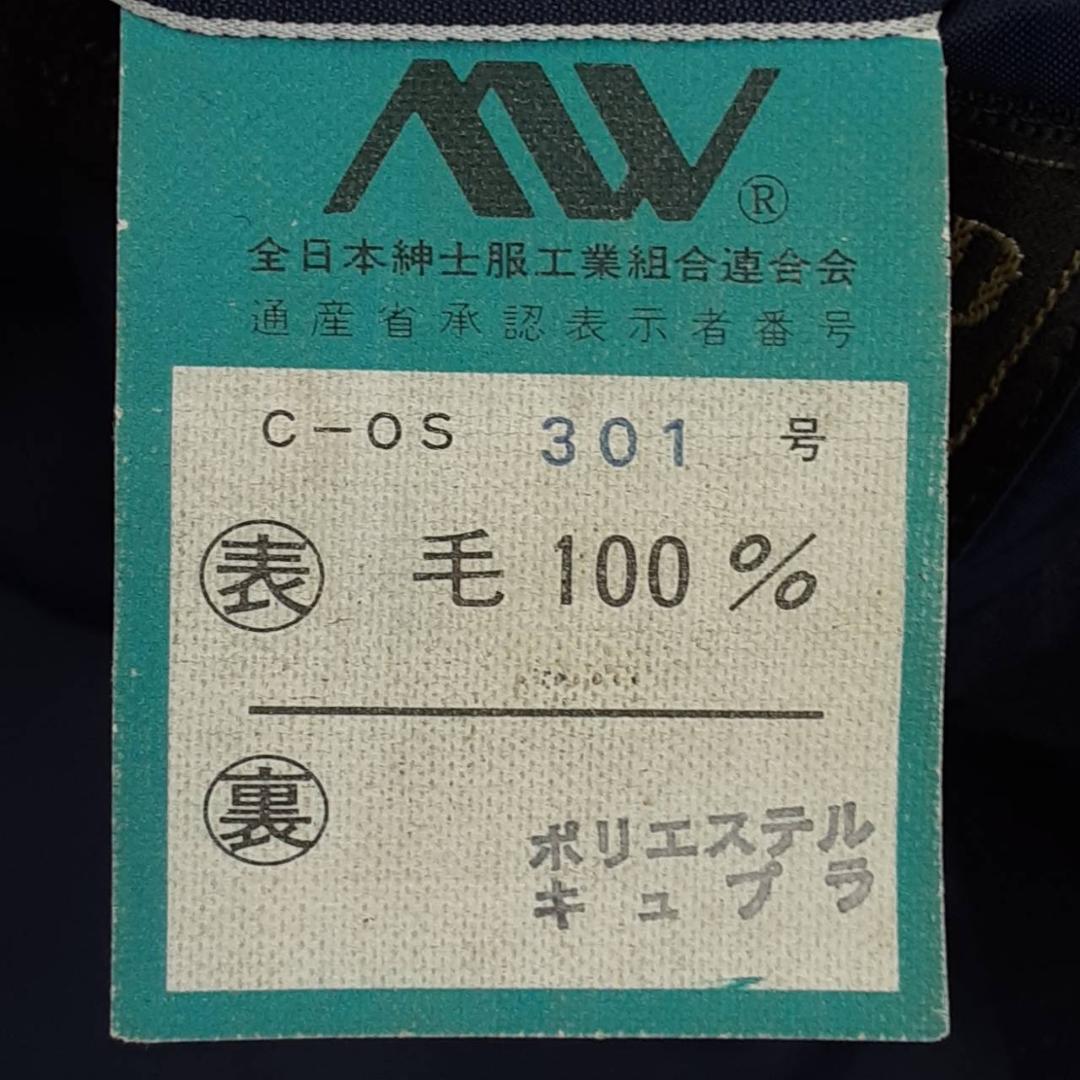 MW®
全日本紳士服工業組合連合会
通産省承認表示者番号
C-OS 301 号
表 毛 100%
裏
ポリエステル
キュプラ